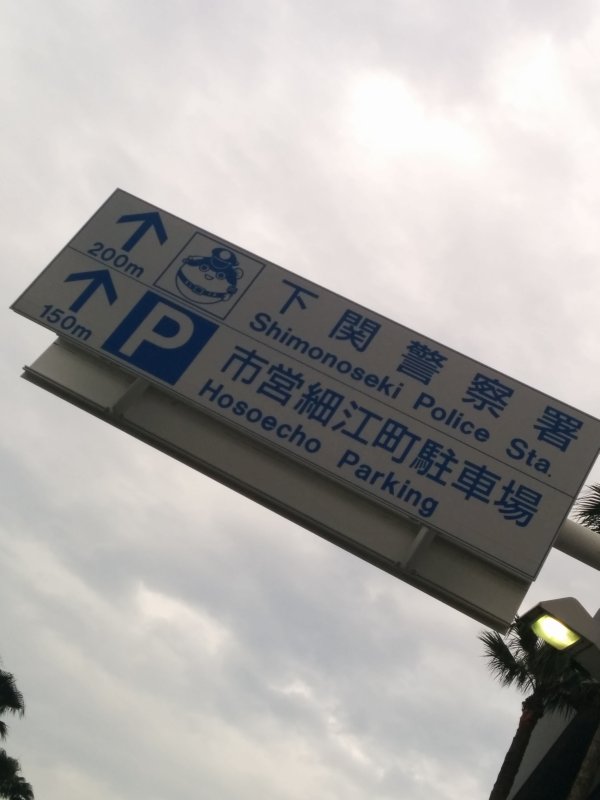 200m
下関警察署
Shimonoseki Police Sta.
150m
P
市営細江町駐車場
Hosoecho Parking